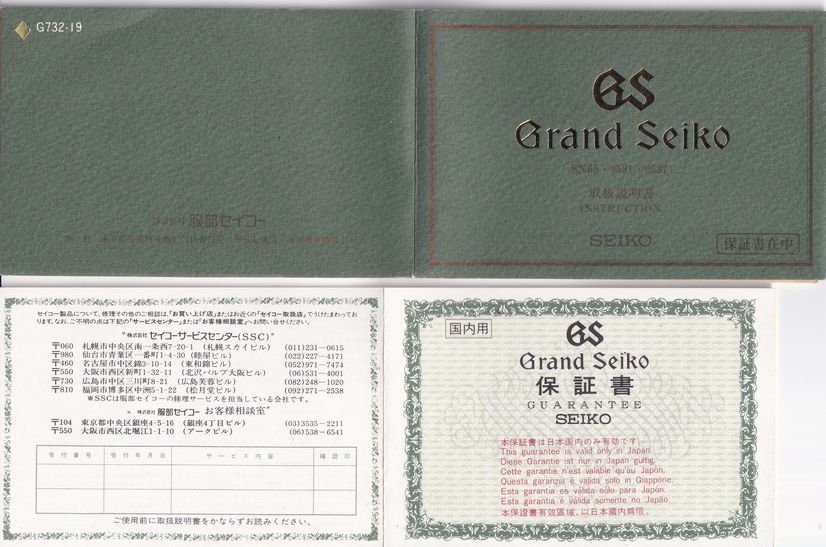 G732-19
GS
Grand Seiko
8N65・9581・9587
取扱説明書
INSTRUCTION
SEIKO
保証書在中
株式会社 服部セイコー
セイコー製品について、修理その他のご相談は、「お買い上げ店」またはお近くの「セイコー取扱店」でうけたまわってお
ります。なお、ご不明の点は下記の「サービスセンター」または「お客様相談室」へお問い合せください。
"株式会社 セイコーサービスセンター(SSC)"
〒060 札幌市中央区南一条西7-20-1 (札幌スカイビル) (011)231-0615
〒980 仙台市青葉区一番町1-4-30 (睦屋ビル) (022)227-4171
〒460 名古屋市中区錦3-10-14 (東和錦ビル) (052)971-7474
〒550 大阪市西区新町1-32-11 (北沢バルブ大阪ビル) (06)531-4001
〒730 広島市中区三川町8-21 (広島芙蓉ビル) (082)248-1020
〒810 福岡市博多区中洲5-1-22 (松月堂ビル) (092)271-2538
※SSCは服部セイコーの修理サービスを担当している会社です。
"株式会社 服部セイコー お客様相談室"
〒104 東京都中央区銀座4-5-16 (銀座4丁目ビル) (03)3535-2211
〒550 大阪市西区北堀江1-1-10 (アークビル) (06)538-6541
受付番号 受付年月日 サービス内容 確認印
ご使用前に取扱説明書をかならずお読みください。
国内用
GS
Grand Seiko
保証書
GUARANTEE
SEIKO
本保証書は日本国内のみ有効です。
This guarantee is valid only in Japan.
Diese Garantie ist nur in Japan gültig.
Cette garantie n'est valable qu'au Japon.
Questa garanzia è valida solo in Giappone.
Esta garantía es válida sólo para Japón.
Esta garantia é válida somente no Japão.
本保證書有效區域、以日本國内爲限。